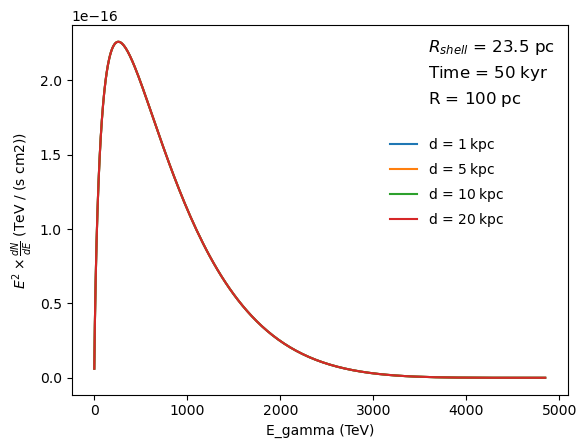 1e−16
R_shell = 23.5 pc
Time = 50 kyr
R = 100 pc
d = 1 kpc
d = 5 kpc
d = 10 kpc
d = 20 kpc
E² × dN/dE (TeV / (s cm2))
2.0
1.5
1.0
0.5
0.0
0 1000 2000 3000 4000 5000
E_gamma (TeV)